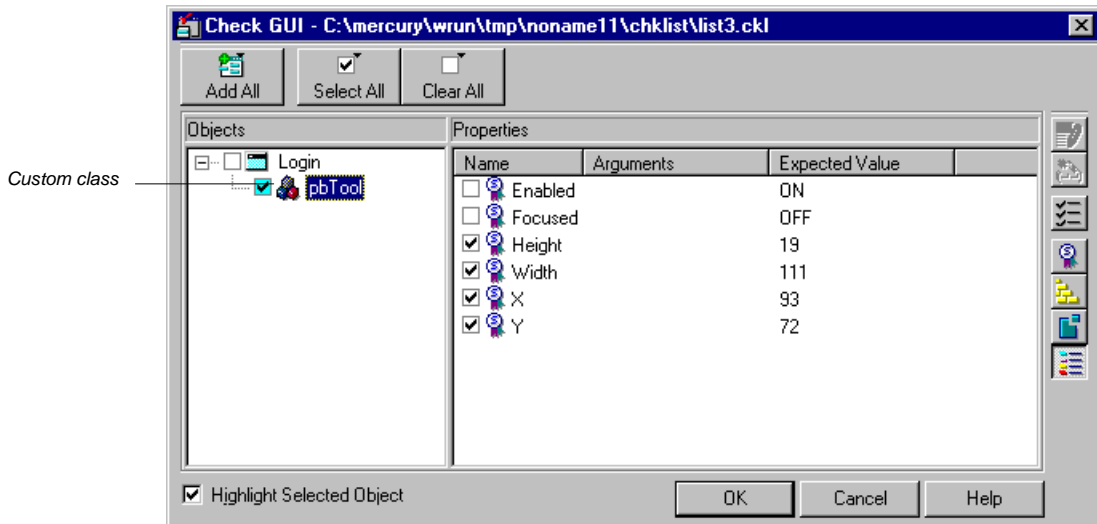 Check GUI - C:\mercury\wrun\tmp\noname11\chklist\list3.ckl
Add All
Select All
Clear All
Objects
Properties
Custom class
Login
pbTool
Name Arguments Expected Value
Enabled ON
Focused OFF
Height 19
Width 111
X 93
Y 72
Highlight Selected Object
OK
Cancel
Help